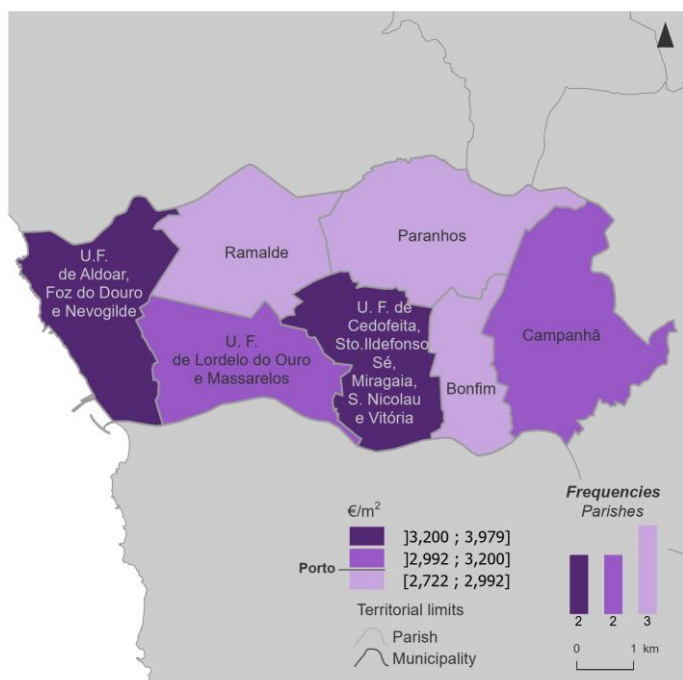 U.F.
de Aldoar,
Foz do Douro
e Nevogilde
Ramalde
Paranhos
U. F.
de Lordelo do Ouro
e Massarelos
U. F. de
Cedofeita,
Sto.Ildefonso,
Sé,
Miragaia,
S. Nicolau
e Vitória
Bonfim
Campanhã
€/m²
]3,200 ; 3,979]
]2,992 ; 3,200]
Porto
[2,722 ; 2,992]
Territorial limits
Parish
Municipality
Frequencies
Parishes
2 2 3
0 1 km